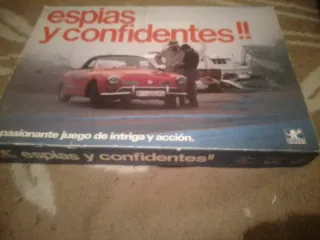 espias
y confidentes!!
pasionante juego de intriga y acción.
espias y confidentes!!